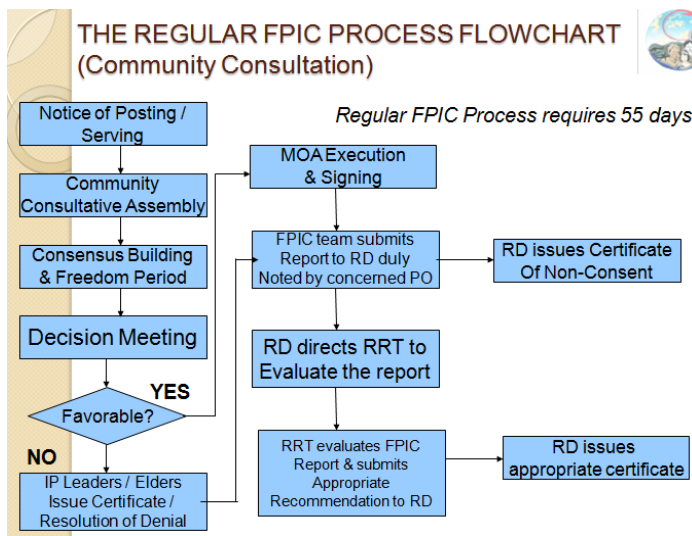 THE REGULAR FPIC PROCESS FLOWCHART
(Community Consultation)
Regular FPIC Process requires 55 days
Notice of Posting /
Serving
Community
Consultative Assembly
Consensus Building
& Freedom Period
Decision Meeting
Favorable?
YES
NO
IP Leaders / Elders
Issue Certificate /
Resolution of Denial
MOA Execution
& Signing
FPIC team submits
Report to RD duly
Noted by concerned PO
RD issues Certificate
Of Non-Consent
RD directs RRT to
Evaluate the report
RRT evaluates FPIC
Report & submits
Appropriate
Recommendation to RD
RD issues
appropriate certificate